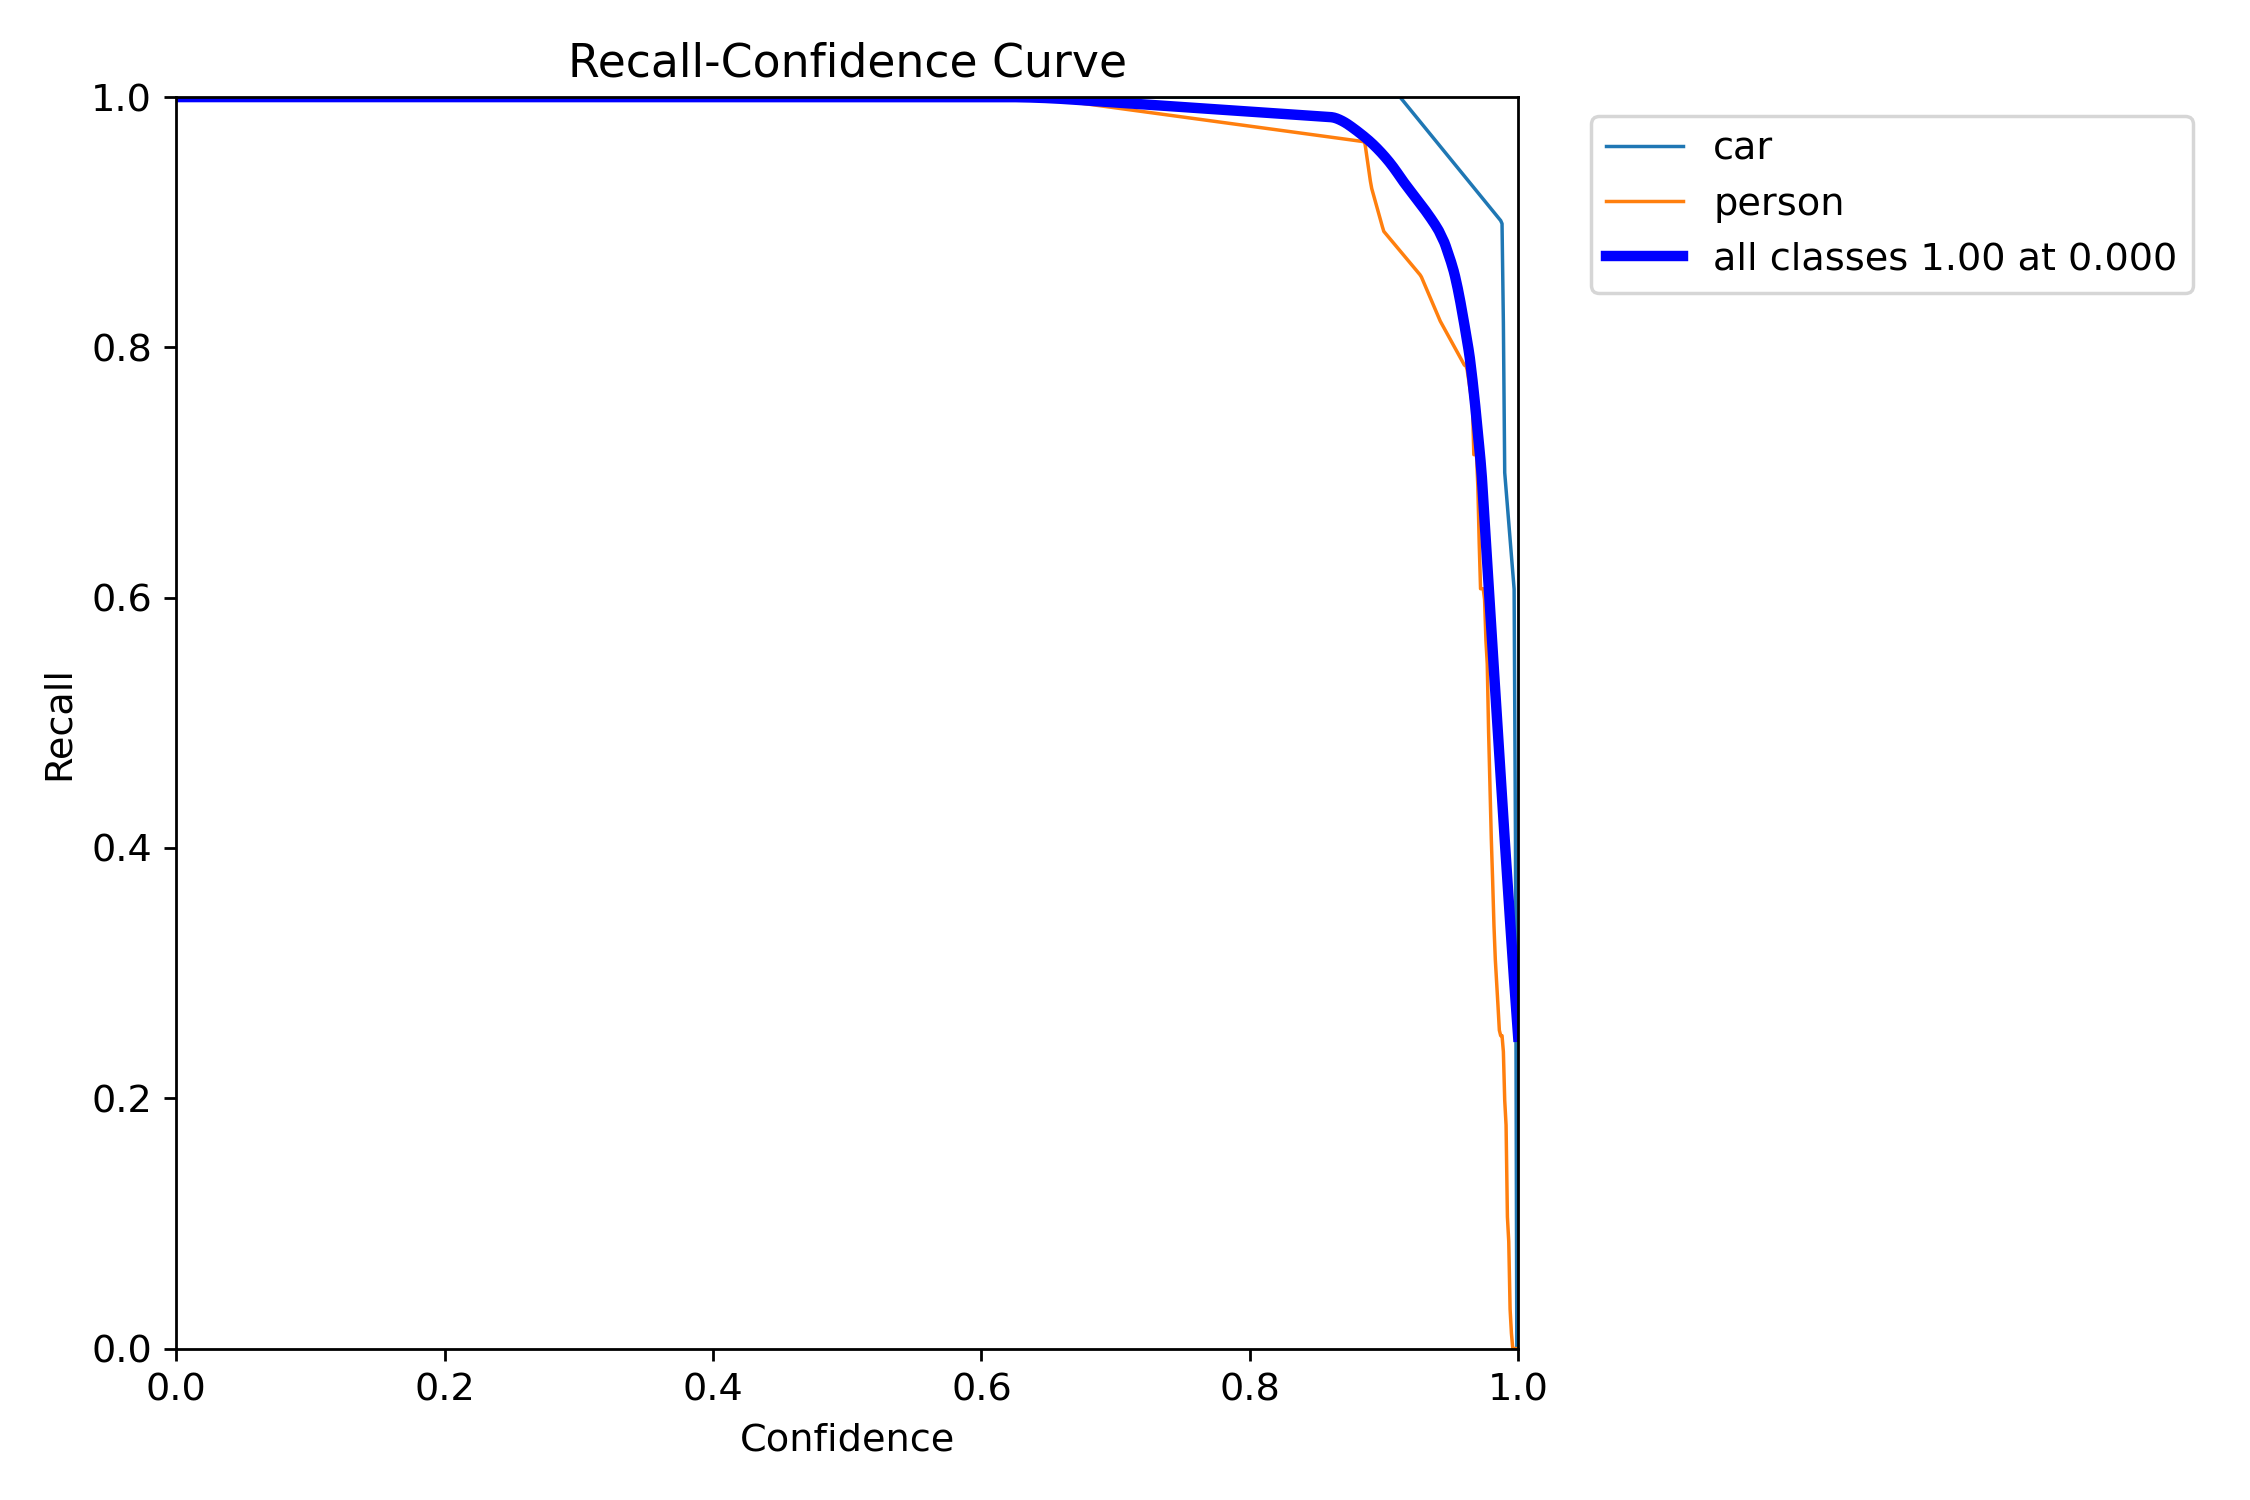 Recall-Confidence Curve
1.0
0.8
0.6
0.4
0.2
0.0
Recall
0.0 0.2 0.4 0.6 0.8 1.0
Confidence
car
person
all classes 1.00 at 0.000